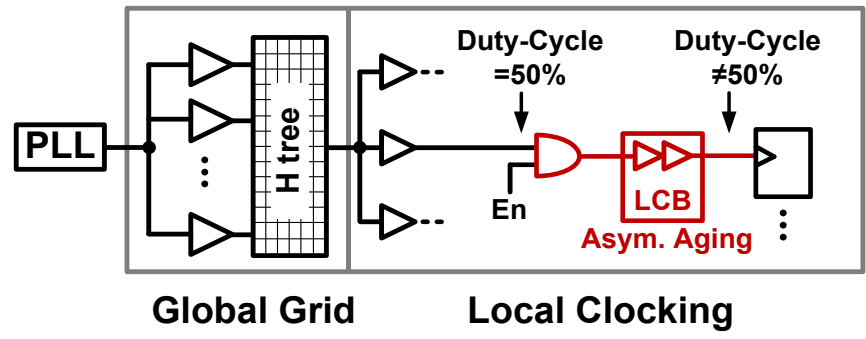 Duty-Cycle
=50%
Duty-Cycle
≠50%
PLL
H tree
En
LCB
Asym. Aging
Global Grid
Local Clocking